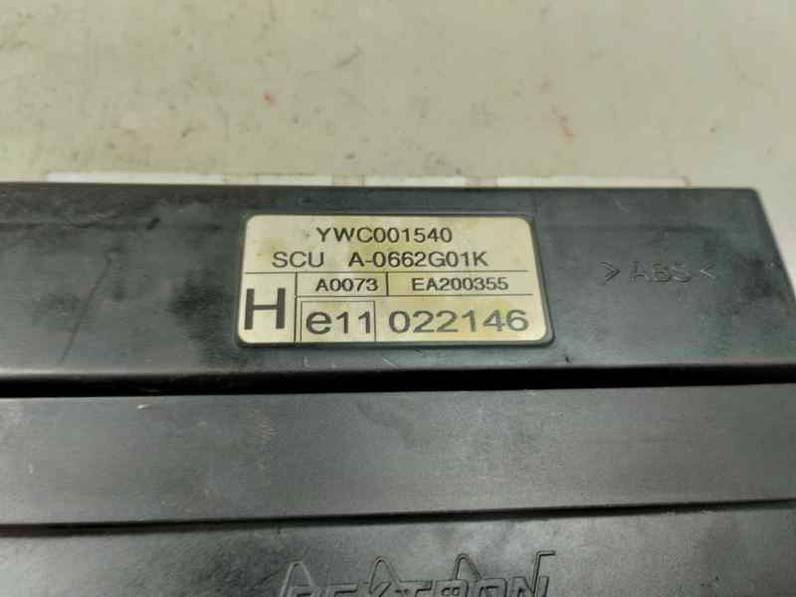 YWC001540
SCU A-0662G01K
A0073 EA200355
H e11 022146
>ABS<